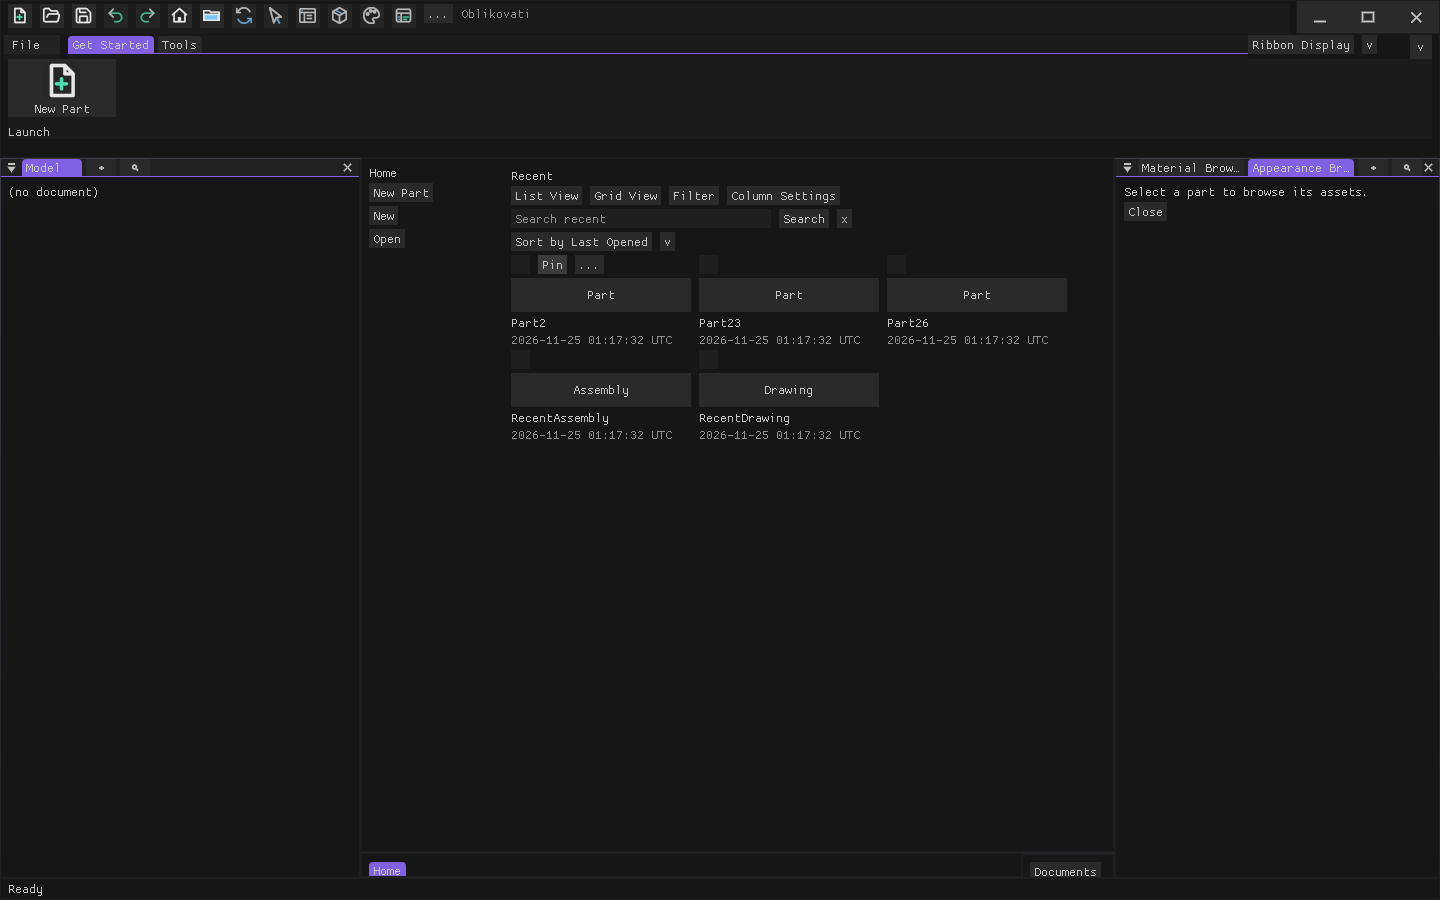 ... Oblikovati
File Get Started Tools Ribbon Display v v
New Part
Launch
Model
(no document)
Home
New Part
New
Open
Recent
List View Grid View Filter Column Settings
Search recent Search x
Sort by Last Opened v
Pin ...
Part Part Part
Part2 Part23 Part26
2026-11-25 01:17:32 UTC 2026-11-25 01:17:32 UTC 2026-11-25 01:17:32 UTC
Assembly Drawing
RecentAssembly RecentDrawing
2026-11-25 01:17:32 UTC 2026-11-25 01:17:32 UTC
Material Brow... Appearance Br...
Select a part to browse its assets.
Close
Home Documents
Ready